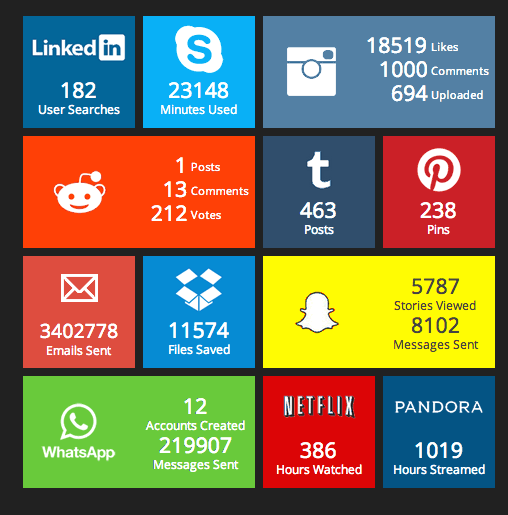 LinkedIn
182
User Searches
23148
Minutes Used
18519 Likes
1000 Comments
694 Uploaded
1 Posts
13 Comments
212 Votes
t
463
Posts
238
Pins
3402778
Emails Sent
11574
Files Saved
5787
Stories Viewed
8102
Messages Sent
WhatsApp
12
Accounts Created
219907
Messages Sent
NETFLIX
386
Hours Watched
PANDORA
1019
Hours Streamed